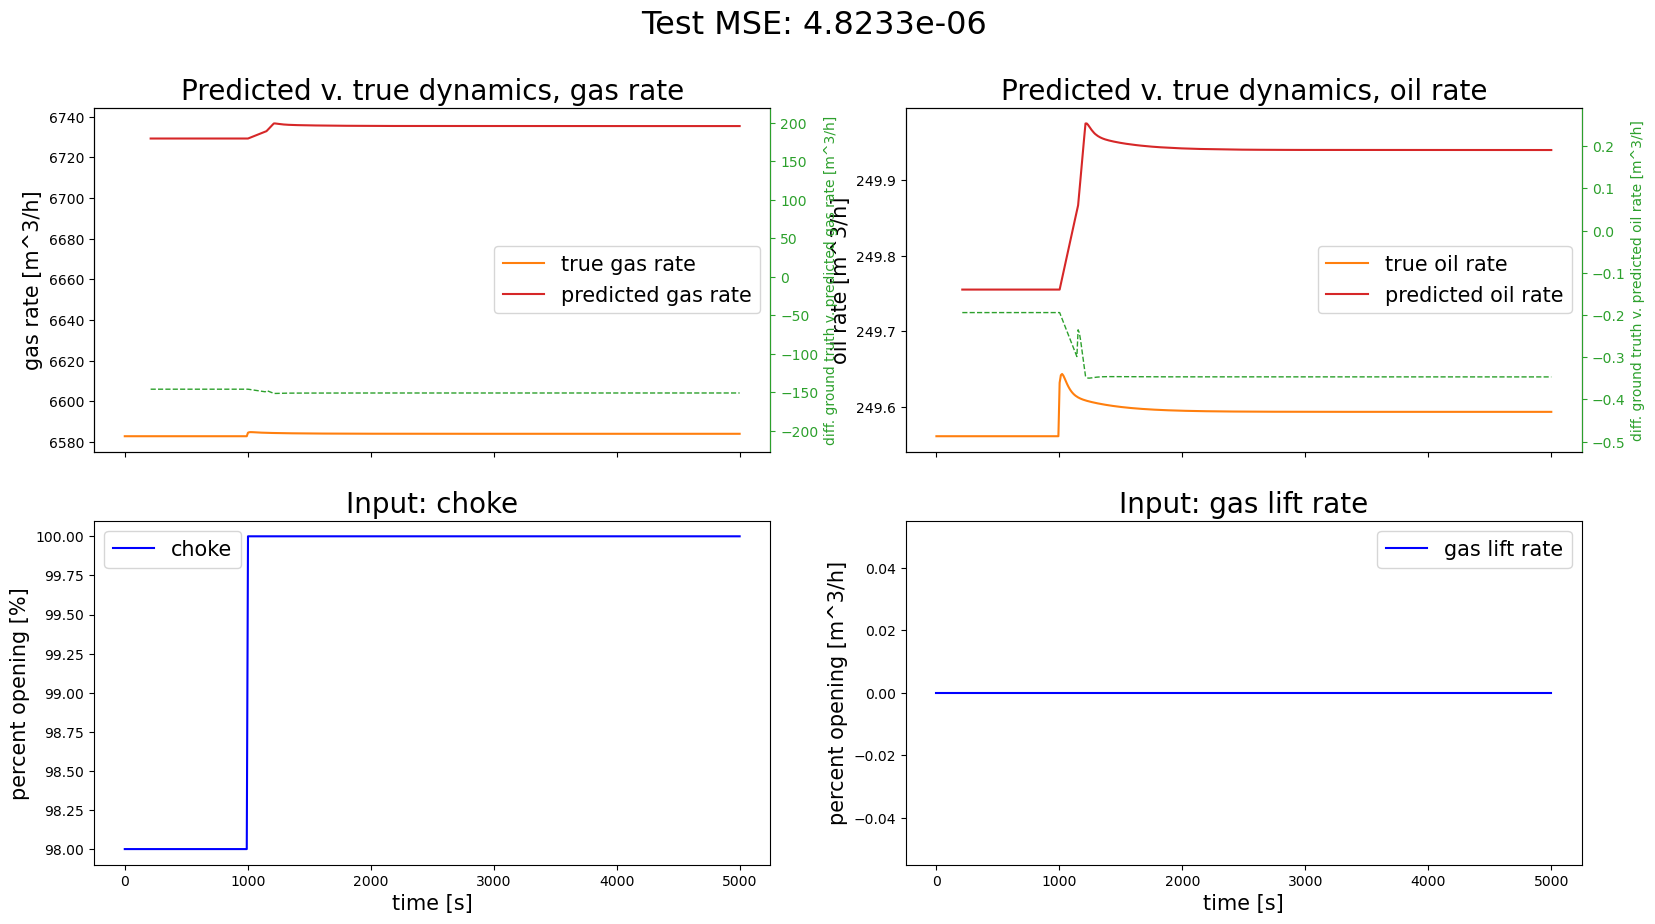 Test MSE: 4.8233e-06
Predicted v. true dynamics, gas rate
gas rate [m^3/h]
6740
6720
6700
6680
6660
6640
6620
6600
6580
true gas rate
predicted gas rate
200
150
100
50
0
−50
−100
−150
−200
diff. ground truth v. predicted gas rate [m^3/h]
Predicted v. true dynamics, oil rate
oil rate [m^3/h]
249.9
249.8
249.7
249.6
true oil rate
predicted oil rate
0.2
0.1
0.0
−0.1
−0.2
−0.3
−0.4
−0.5
diff. ground truth v. predicted oil rate [m^3/h]
Input: choke
percent opening [%]
100.00
99.75
99.50
99.25
99.00
98.75
98.50
98.25
98.00
choke
0
1000
2000
3000
4000
5000
time [s]
Input: gas lift rate
percent opening [m^3/h]
0.04
0.02
0.00
−0.02
−0.04
gas lift rate
0
1000
2000
3000
4000
5000
time [s]